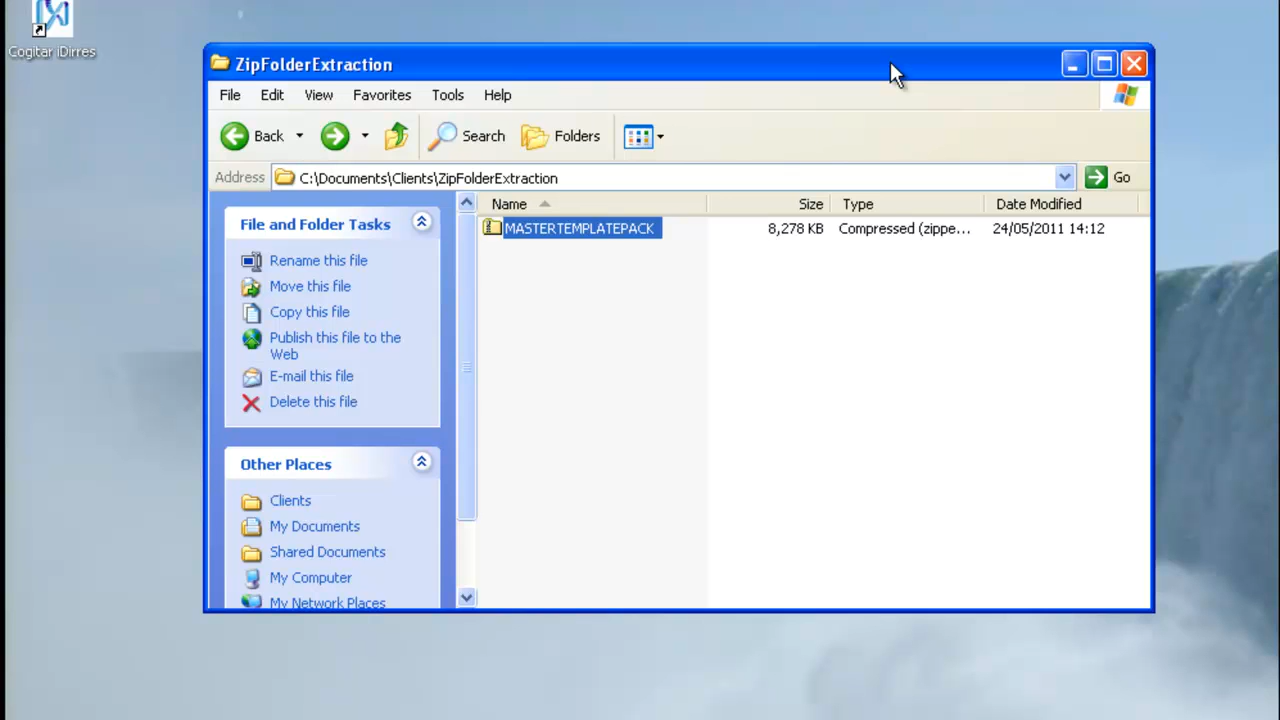 Cogitar iDirres
ZipFolderExtraction
File Edit View Favorites Tools Help
Back Search Folders
Address C:\Documents\Clients\ZipFolderExtraction Go
Name Size Type Date Modified
MASTERTEMPLATEPACK 8,278 KB Compressed (zippe... 24/05/2011 14:12
File and Folder Tasks
Rename this file
Move this file
Copy this file
Publish this file to the
Web
E-mail this file
Delete this file
Other Places
Clients
My Documents
Shared Documents
My Computer
My Network Places